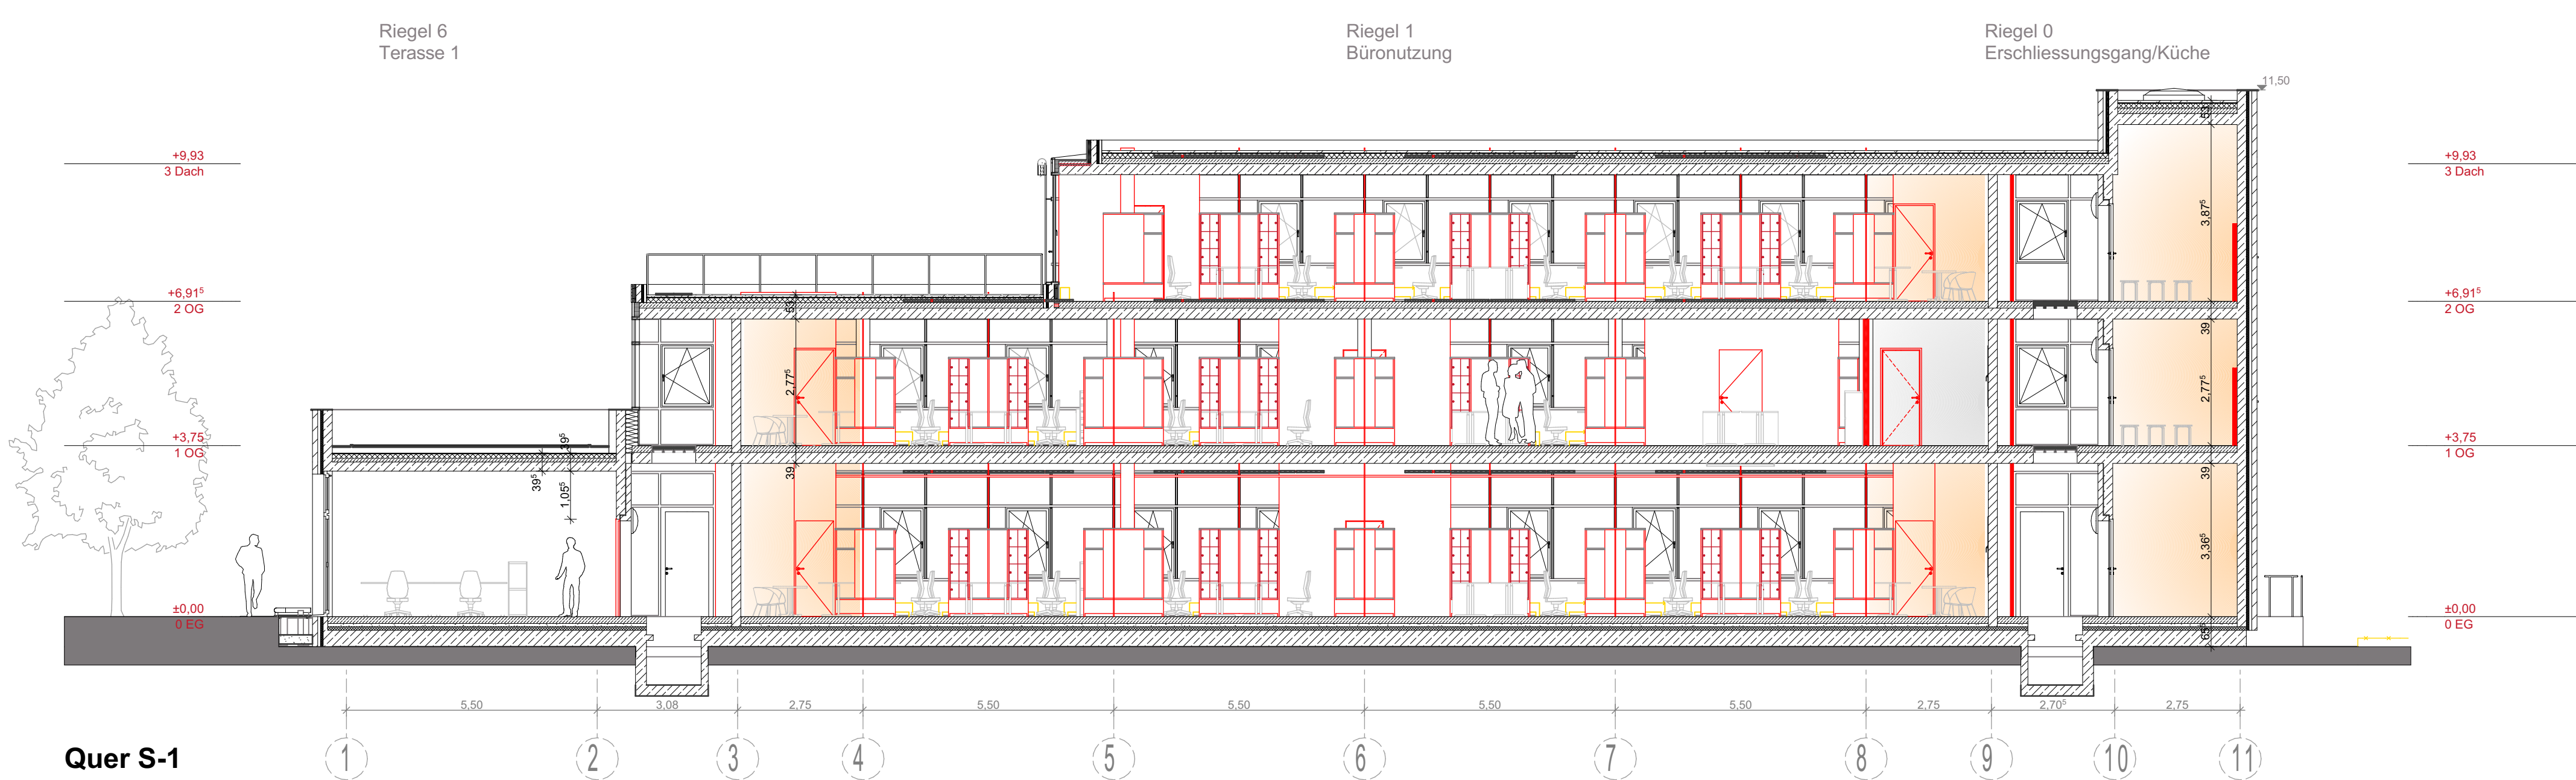 Riegel 6
Terasse 1
Riegel 1
Büronutzung
Riegel 0
Erschliessungsgang/Küche
11,50
53
+9,93
3 Dach
+9,93
3 Dach
3,87⁵
+6,91⁵
2 OG
53
39
+6,91⁵
2 OG
2,77⁵
2,77⁵
+3,75
1 OG
39⁵
39⁵
1,05⁵
39
39
+3,75
1 OG
3,36⁵
±0,00
0 EG
65⁵
±0,00
0 EG
5,50
3,08
2,75
5,50
5,50
5,50
5,50
2,75
2,70⁵
2,75
Quer S-1
1
2
3
4
5
6
7
8
9
10
11